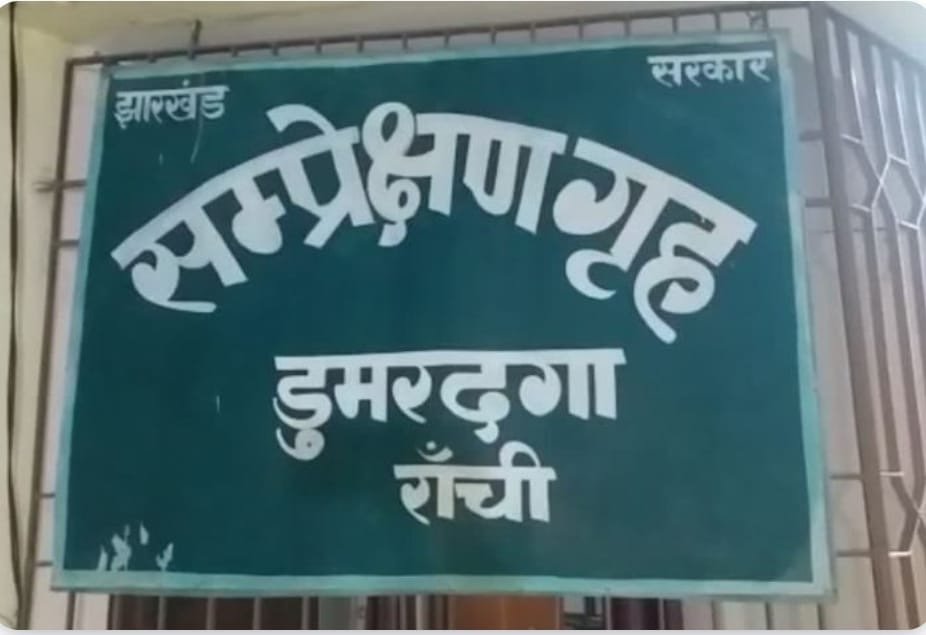 झारखंड सरकार
सम्प्रेक्षण गृह
डुमरदगा
राँची